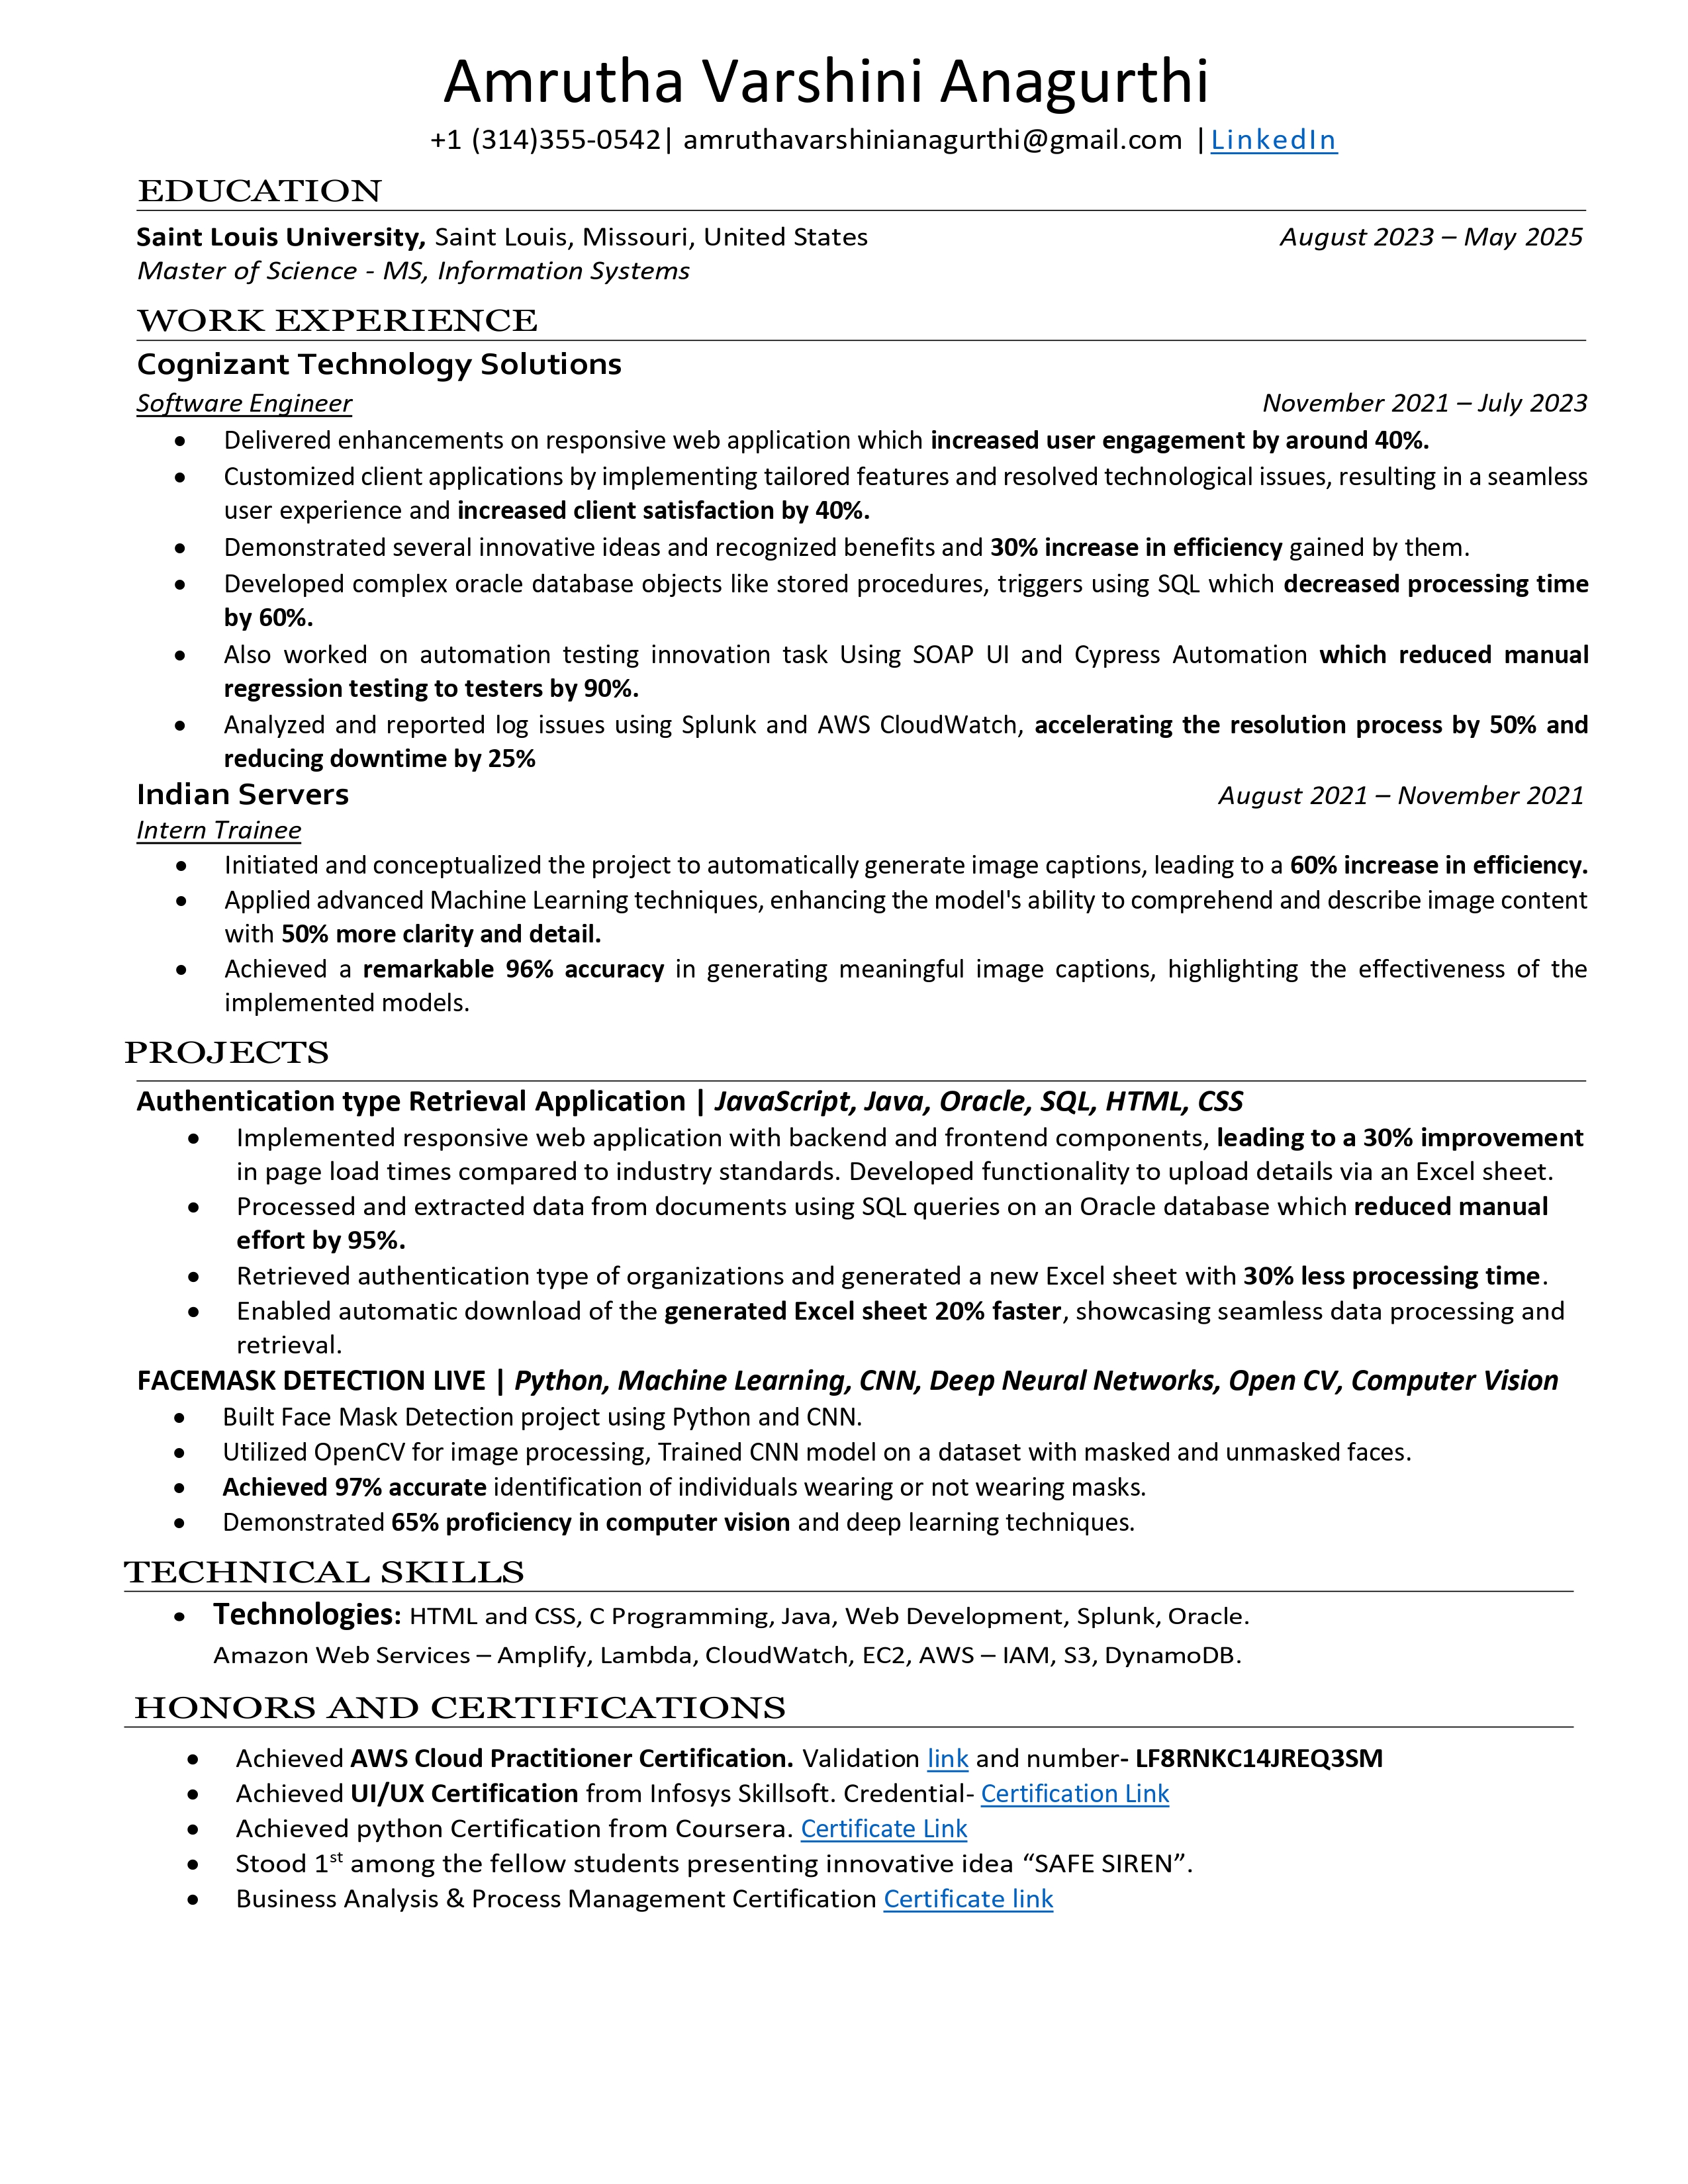 Amrutha Varshini Anagurthi
+1 (314)355-0542| amruthavarshinianagurthi@gmail.com |LinkedIn
EDUCATION
Saint Louis University, Saint Louis, Missouri, United States August 2023 – May 2025
Master of Science - MS, Information Systems
WORK EXPERIENCE
Cognizant Technology Solutions
Software Engineer November 2021 – July 2023
• Delivered enhancements on responsive web application which increased user engagement by around 40%.
• Customized client applications by implementing tailored features and resolved technological issues, resulting in a seamless
user experience and increased client satisfaction by 40%.
• Demonstrated several innovative ideas and recognized benefits and 30% increase in efficiency gained by them.
• Developed complex oracle database objects like stored procedures, triggers using SQL which decreased processing time
by 60%.
• Also worked on automation testing innovation task Using SOAP UI and Cypress Automation which reduced manual
regression testing to testers by 90%.
• Analyzed and reported log issues using Splunk and AWS CloudWatch, accelerating the resolution process by 50% and
reducing downtime by 25%
Indian Servers August 2021 – November 2021
Intern Trainee
• Initiated and conceptualized the project to automatically generate image captions, leading to a 60% increase in efficiency.
• Applied advanced Machine Learning techniques, enhancing the model's ability to comprehend and describe image content
with 50% more clarity and detail.
• Achieved a remarkable 96% accuracy in generating meaningful image captions, highlighting the effectiveness of the
implemented models.
PROJECTS
Authentication type Retrieval Application | JavaScript, Java, Oracle, SQL, HTML, CSS
• Implemented responsive web application with backend and frontend components, leading to a 30% improvement
in page load times compared to industry standards. Developed functionality to upload details via an Excel sheet.
• Processed and extracted data from documents using SQL queries on an Oracle database which reduced manual
effort by 95%.
• Retrieved authentication type of organizations and generated a new Excel sheet with 30% less processing time.
• Enabled automatic download of the generated Excel sheet 20% faster, showcasing seamless data processing and
retrieval.
FACEMASK DETECTION LIVE | Python, Machine Learning, CNN, Deep Neural Networks, Open CV, Computer Vision
• Built Face Mask Detection project using Python and CNN.
• Utilized OpenCV for image processing, Trained CNN model on a dataset with masked and unmasked faces.
• Achieved 97% accurate identification of individuals wearing or not wearing masks.
• Demonstrated 65% proficiency in computer vision and deep learning techniques.
TECHNICAL SKILLS
• Technologies: HTML and CSS, C Programming, Java, Web Development, Splunk, Oracle.
Amazon Web Services – Amplify, Lambda, CloudWatch, EC2, AWS – IAM, S3, DynamoDB.
HONORS AND CERTIFICATIONS
• Achieved AWS Cloud Practitioner Certification. Validation link and number- LF8RNKC14JREQ3SM
• Achieved UI/UX Certification from Infosys Skillsoft. Credential- Certification Link
• Achieved python Certification from Coursera. Certificate Link
• Stood 1st among the fellow students presenting innovative idea “SAFE SIREN”.
• Business Analysis & Process Management Certification Certificate link